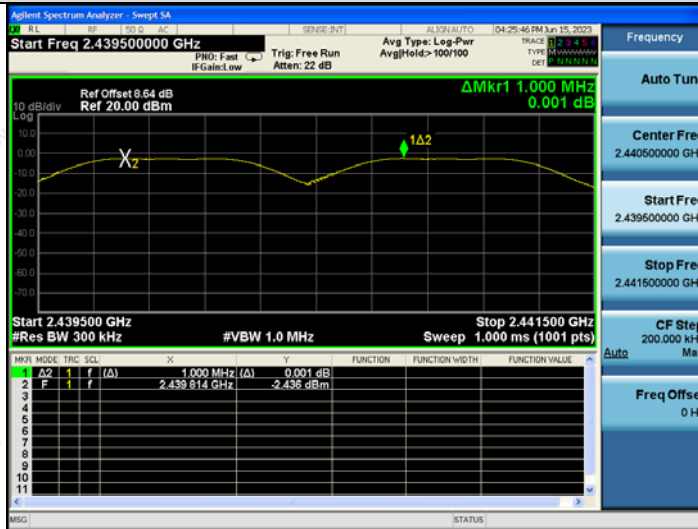 Agilent Spectrum Analyzer - Swept SA
RL RF 50 Ω AC SENSE:INT ALIGN AUTO 04:25:46 PM Jun 15, 2023
Start Freq 2.439500000 GHz
PNO: Fast
IFGain:Low
Trig: Free Run
Atten: 22 dB
Avg Type: Log-Pwr
Avg|Hold:> 100/100
TRACE 1 2 3 4 5 6
TYPE
DET P N N N N N
ΔMkr1 1.000 MHz
0.001 dB
Ref Offset 8.64 dB
Ref 20.00 dBm
10 dB/div
Log
10.0
0.00
-10.0
-20.0
-30.0
-40.0
-50.0
-60.0
-70.0
X2
1Δ2
Start 2.439500 GHz
Stop 2.441500 GHz
#Res BW 300 kHz
#VBW 1.0 MHz
Sweep 1.000 ms (1001 pts)
MKR MODE TRC SCL X Y FUNCTION FUNCTION WIDTH FUNCTION VALUE
1 Δ2 1 f (Δ) 1.000 MHz (Δ) 0.001 dB
2 F 1 f 2.439 814 GHz -2.436 dBm
3
4
5
6
7
8
9
10
11
MSG
STATUS
Frequency
Auto Tun
Center Fre
2.440500000 GH
Start Fre
2.439500000 GH
Stop Fre
2.441500000 GH
CF Step
200.000 kH
Auto Ma
Freq Offse
0 H